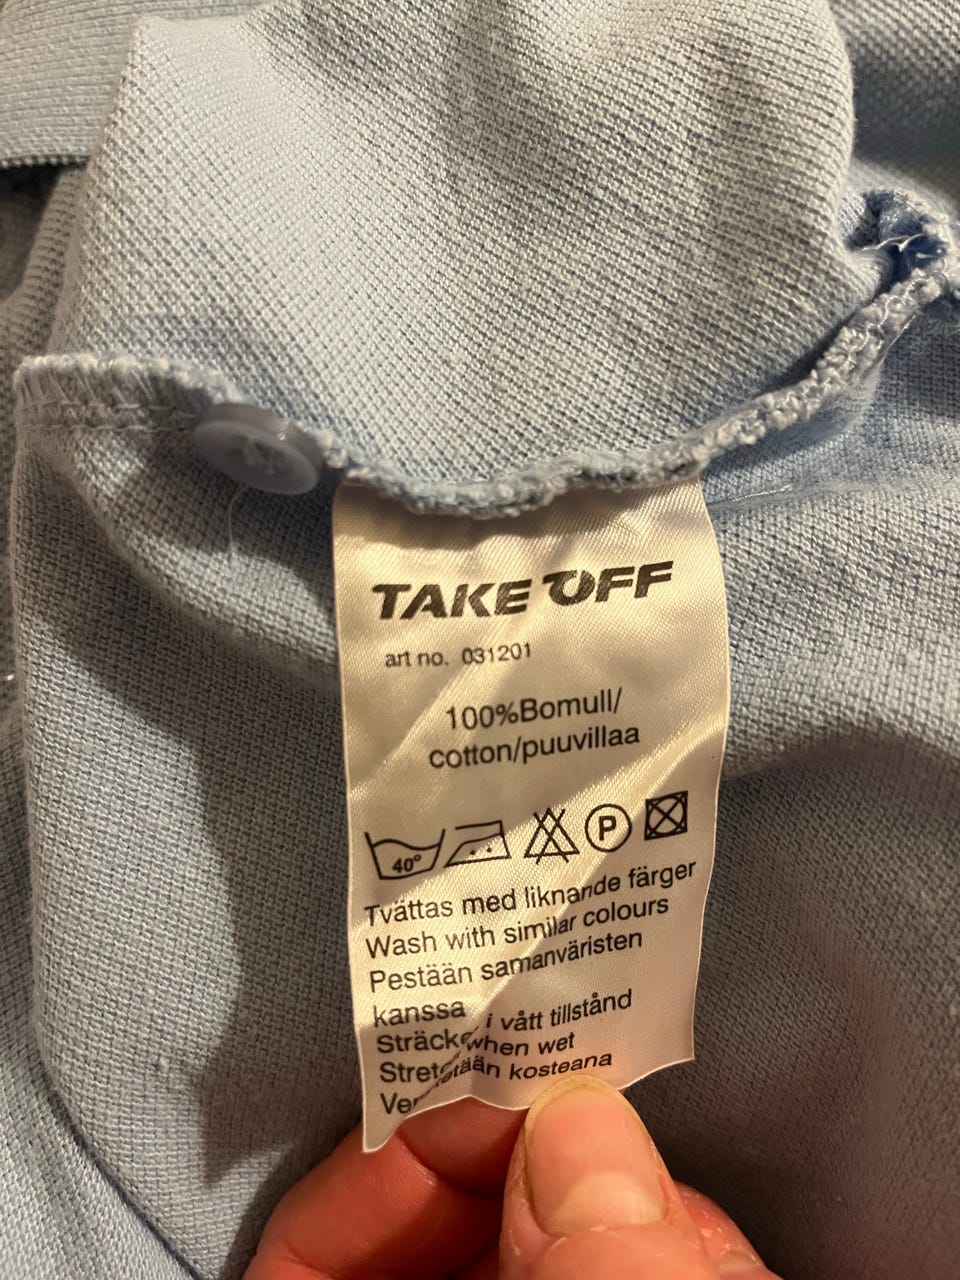 TAKE OFF
art no. 031201
100%Bomull/
cotton/puuvillaa
40° P
Tvättas med liknande färger
Wash with similar colours
Pestään samanväristen
kanssa
i vått tillstånd
when wet
kosteana